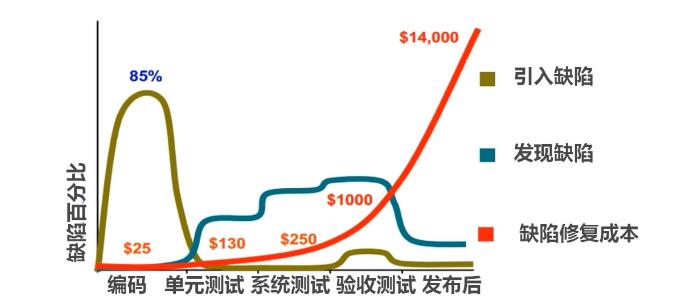 $14,000
85%
引入缺陷
发现缺陷
缺陷百分比
$1000
缺陷修复成本
$25
$130
$250
编码 单元测试 系统测试 验收测试 发布后